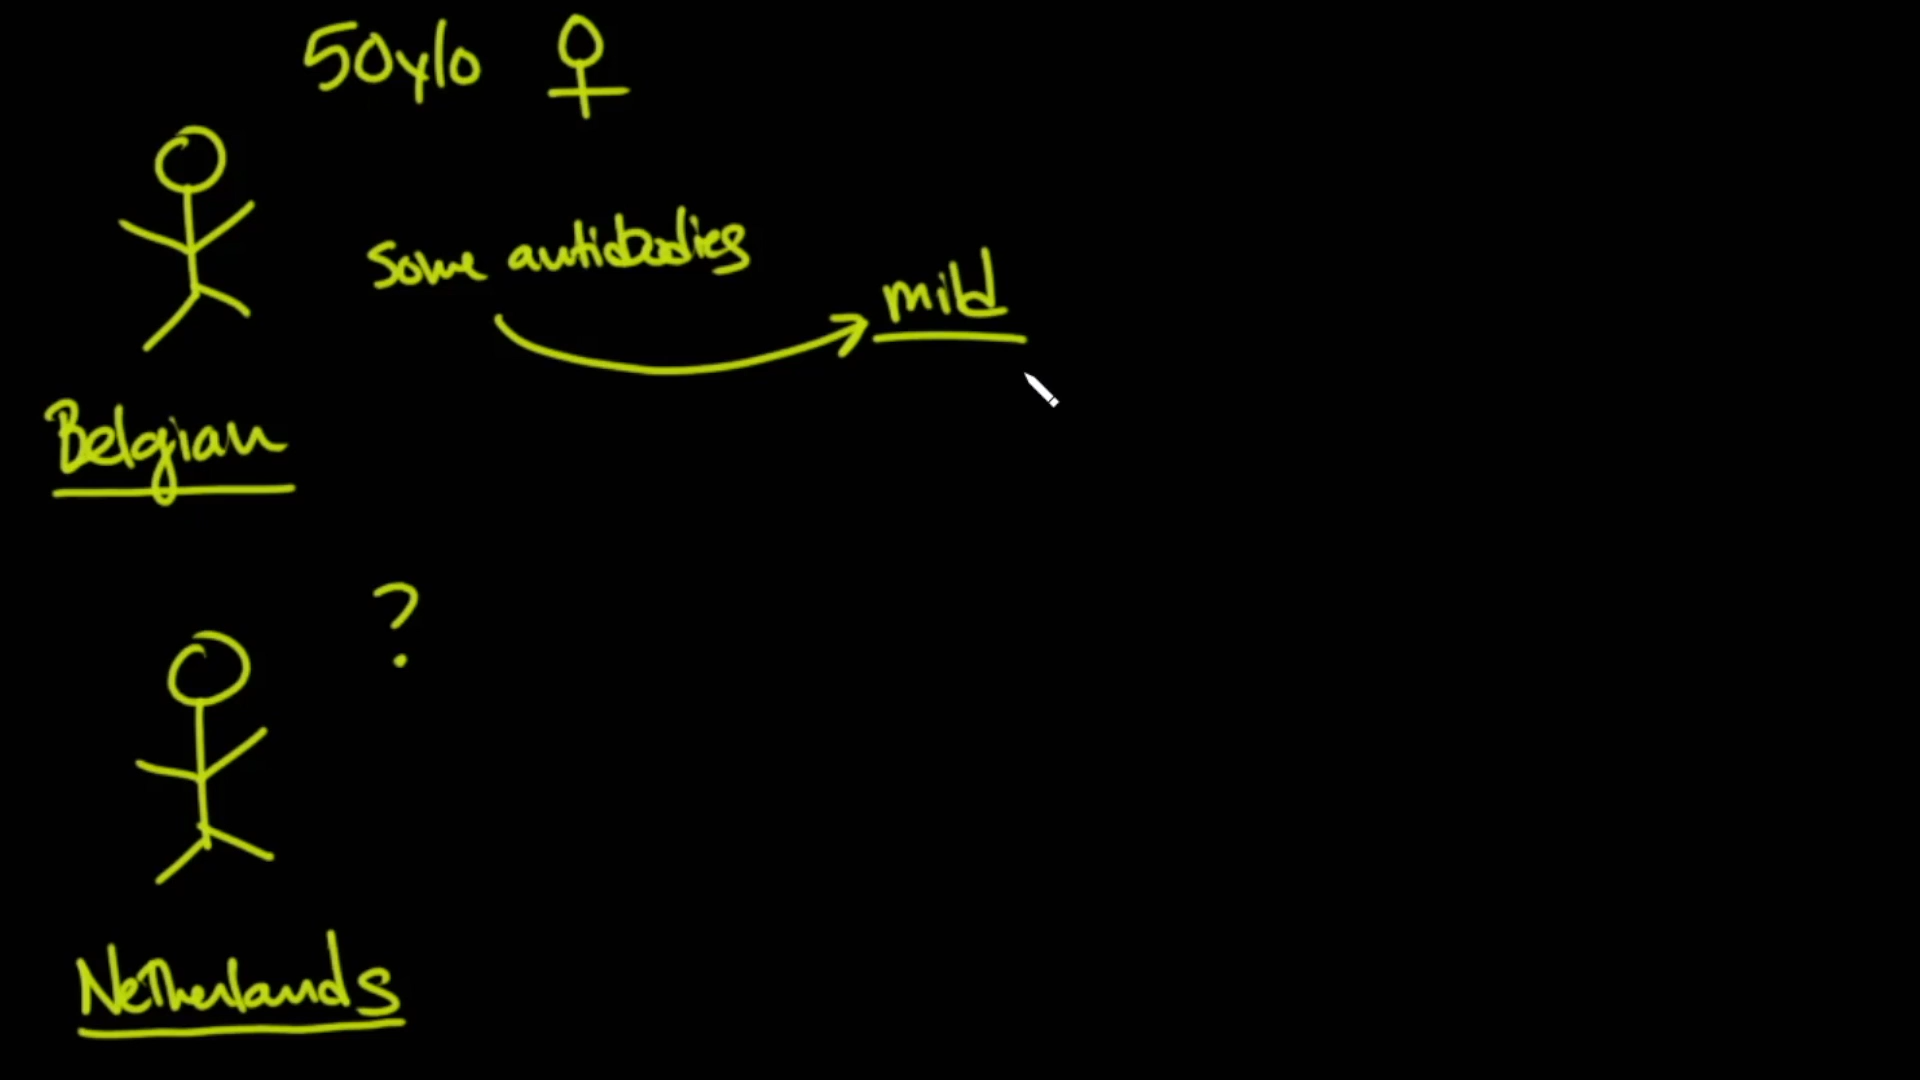 50y/o ♀
some antibodies
mild
Belgian
?
Netherlands